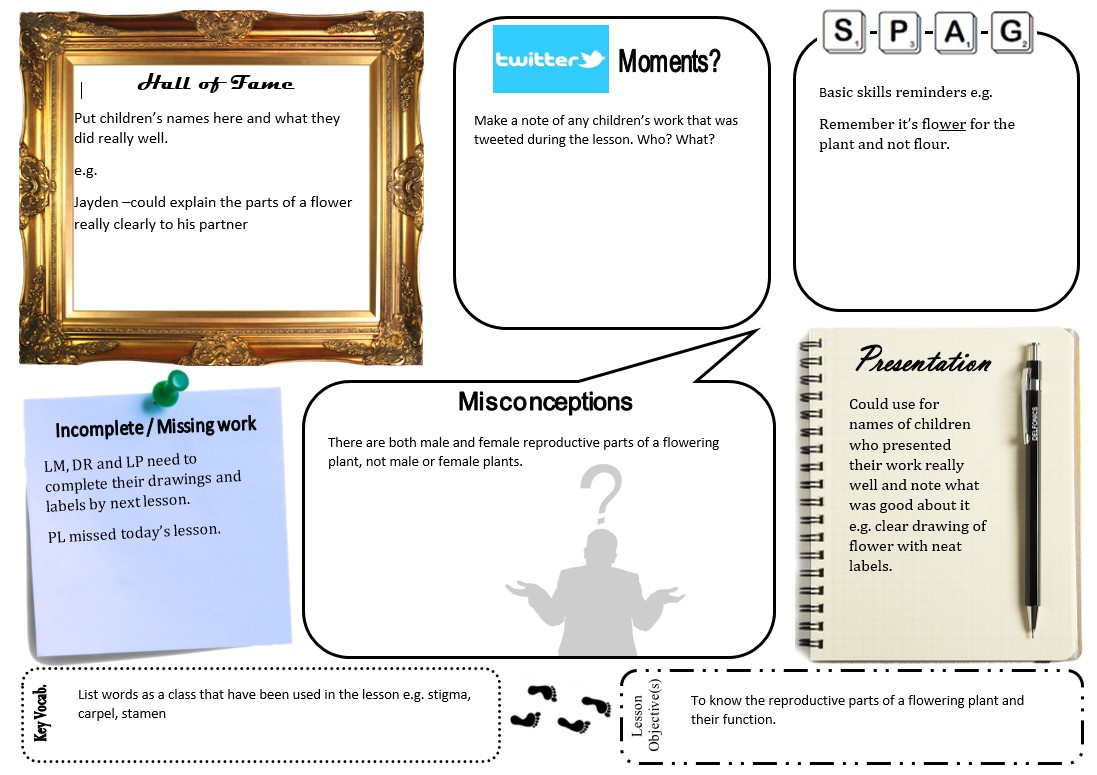 Hall of Fame
Put children's names here and what they
did really well.
e.g.
Jayden –could explain the parts of a flower
really clearly to his partner
twitter Moments?
Make a note of any children's work that was
tweeted during the lesson. Who? What?
S1-P3-A1-G2
Basic skills reminders e.g.
Remember it's flower for the
plant and not flour.
Incomplete / Missing work
LM, DR and LP need to
complete their drawings and
labels by next lesson.
PL missed today's lesson.
Misconceptions
There are both male and female reproductive parts of a flowering
plant, not male or female plants.
?
Presentation
Could use for
names of children
who presented
their work really
well and note what
was good about it
e.g. clear drawing of
flower with neat
labels.
DELFONICS
Key Vocab.
List words as a class that have been used in the lesson e.g. stigma,
carpel, stamen
Lesson
Objective(s)
To know the reproductive parts of a flowering plant and
their function.